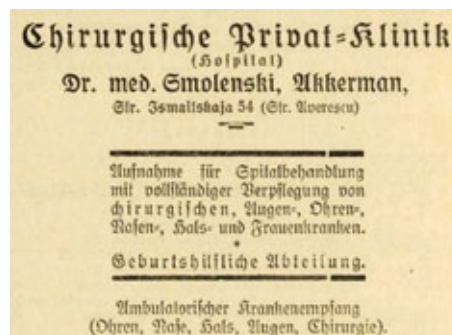 Chirurgische Privat-Klinik
(Hospital)
Dr. med. Smolenski, Akkerman,
Str. Ismailskaja 54 (Str. Averescu)
Aufnahme für Spitalbehandlung
mit vollständiger Verpflegung von
chirurgischen, Augen-, Ohren-,
Nasen-, Hals- und Frauenkranken.
*
Geburtshilfliche Abteilung.
Ambulatorischer Krankenempfang
(Ohren, Nase, Hals, Augen, Chirurgie).